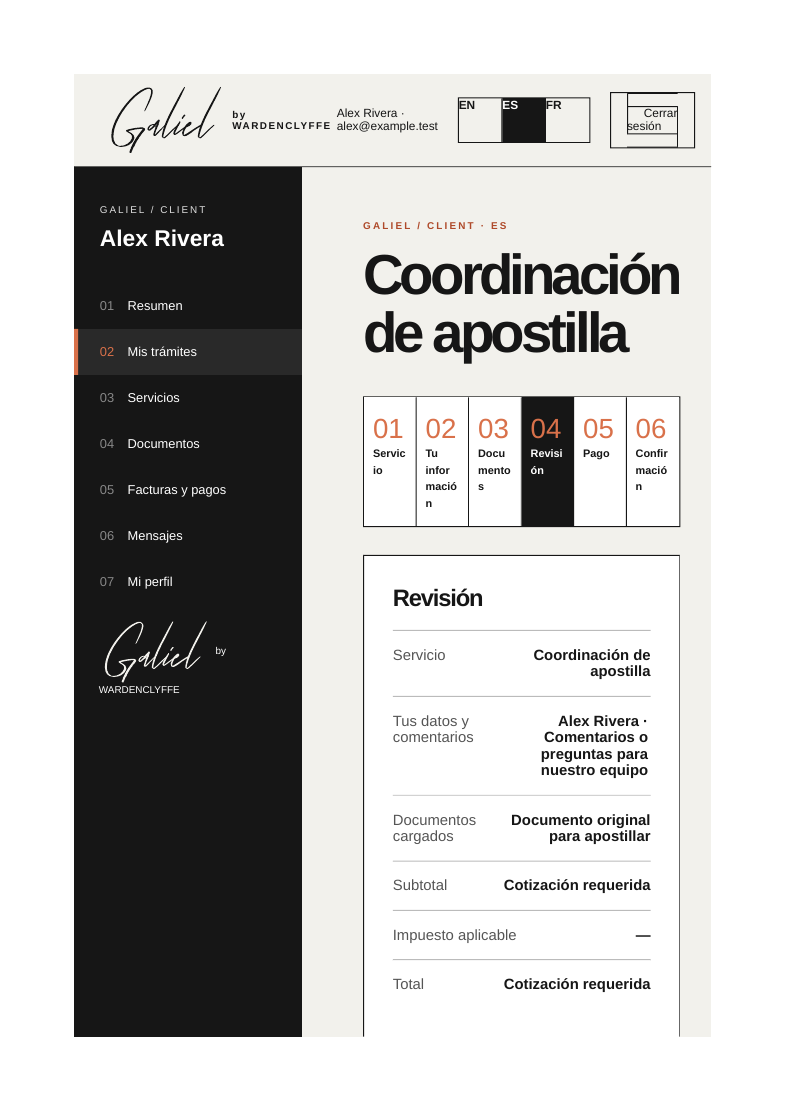 Galiel by
WARDENCLYFFE
Alex Rivera ·
alex@example.test
EN ES FR
Cerrar
sesión
GALIEL / CLIENT
Alex Rivera
01 Resumen
02 Mis trámites
03 Servicios
04 Documentos
05 Facturas y pagos
06 Mensajes
07 Mi perfil
Galiel by
WARDENCLYFFE
GALIEL / CLIENT · ES
Coordinación
de apostilla
01
Servic
io
02
Tu
infor
mació
n
03
Docu
mento
s
04
Revisi
ón
05
Pago
06
Confir
mació
n
Revisión
Servicio
Coordinación de
apostilla
Tus datos y
comentarios
Alex Rivera ·
Comentarios o
preguntas para
nuestro equipo
Documentos
cargados
Documento original
para apostillar
Subtotal
Cotización requerida
Impuesto aplicable
—
Total
Cotización requerida